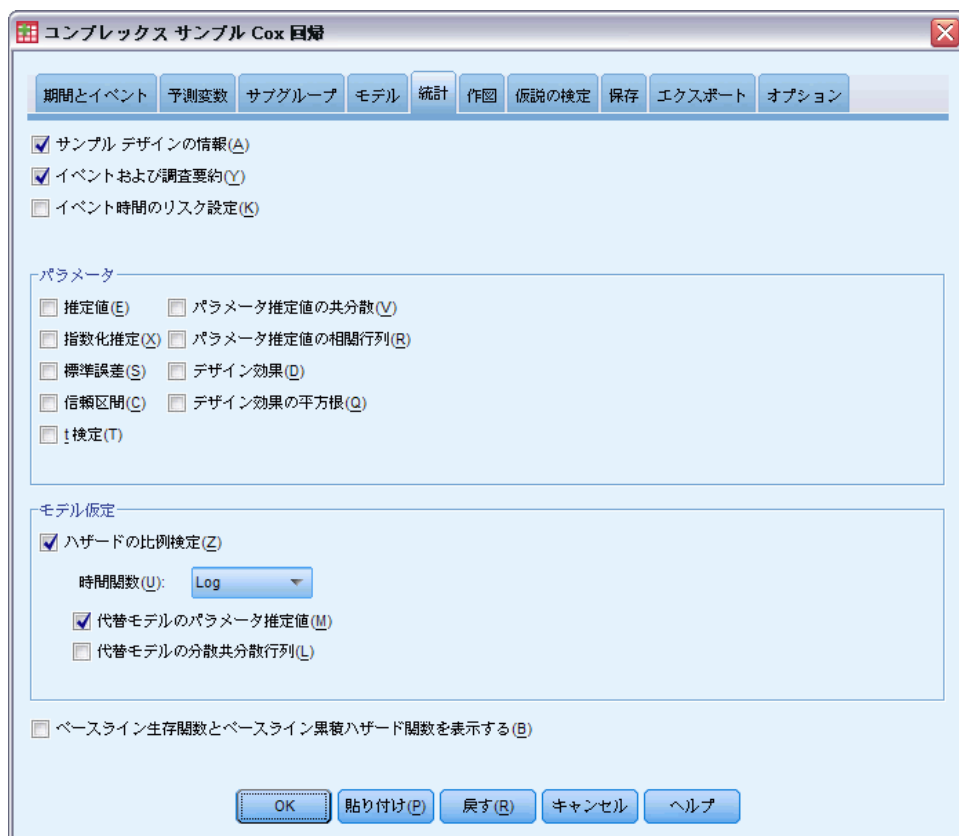 コンプレックス サンプル Cox 回帰
期間とイベント 予測変数 サブグループ モデル 統計 作図 仮説の検定 保存 エクスポート オプション
サンプル デザインの情報(A)
イベントおよび調査要約(Y)
イベント時間のリスク設定(K)
パラメータ
推定値(E) パラメータ推定値の共分散(V)
指数化推定(X) パラメータ推定値の相関行列(R)
標準誤差(S) デザイン効果(D)
信頼区間(C) デザイン効果の平方根(Q)
t検定(T)
モデル仮定
ハザードの比例検定(Z)
時間関数(U): Log
代替モデルのパラメータ推定値(M)
代替モデルの分散共分散行列(L)
ベースライン生存関数とベースライン累積ハザード関数を表示する(B)
OK 貼り付け(P) 戻す(R) キャンセル ヘルプ